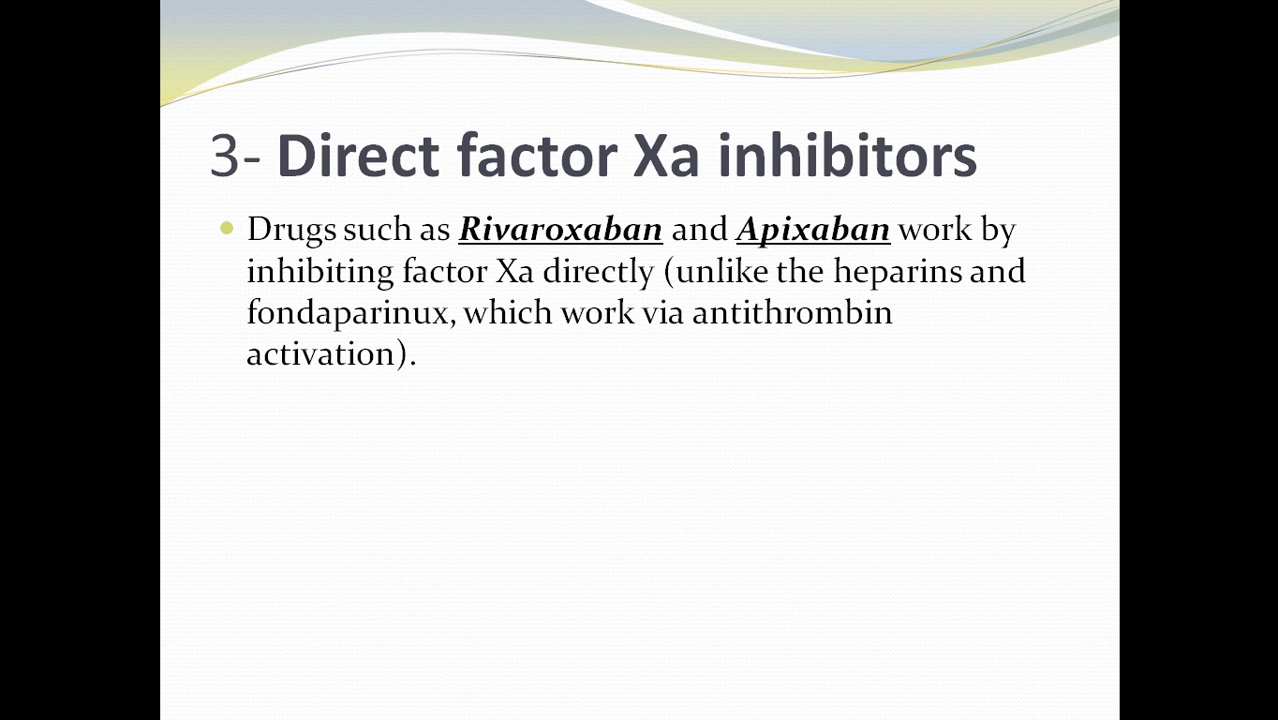 3- Direct factor Xa inhibitors
Drugs such as Rivaroxaban and Apixaban work by
inhibiting factor Xa directly (unlike the heparins and
fondaparinux, which work via antithrombin
activation).